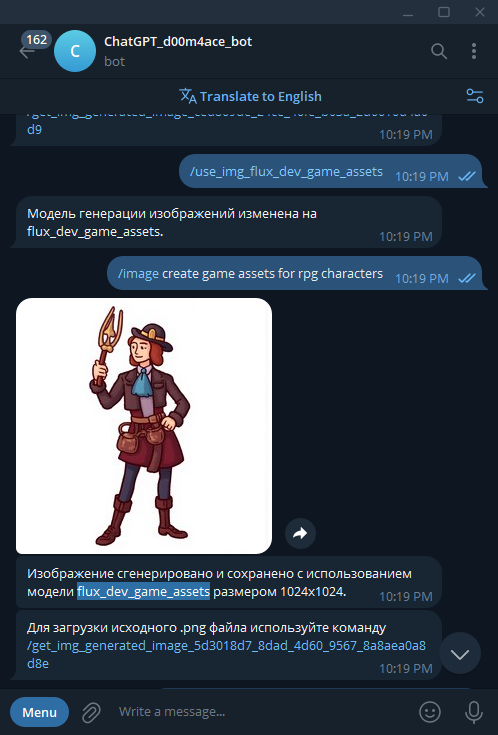 162
C
ChatGPT_d00m4ace_bot
bot
Translate to English
d9
10:19 PM
/use_img_flux_dev_game_assets
10:19 PM
Модель генерации изображений изменена на
flux_dev_game_assets.
10:19 PM
/image create game assets for rpg characters
10:19 PM
Изображение сгенерировано и сохранено с использованием
модели flux_dev_game_assets размером 1024x1024.
10:19 PM
Для загрузки исходного .png файла используйте команду
/get_img_generated_image_5d3018d7_8dad_4d60_9567_8a8aea0a8
d8e
10:19 PM
Menu
Write a message...